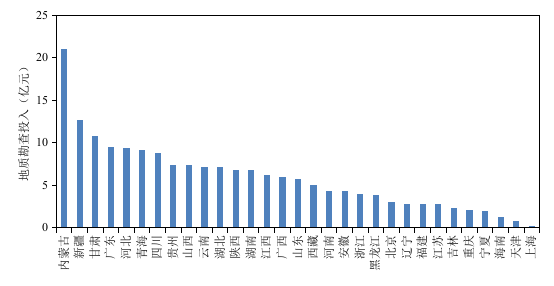 25
20
15
10
5
0
地质勘查投入（亿元）
内蒙古
新疆
甘肃
广东
河北
青海
四川
贵州
山西
云南
湖北
陕西
湖南
江西
广西
山东
西藏
河南
安徽
浙江
黑龙江
北京
辽宁
福建
江苏
吉林
重庆
宁夏
海南
天津
上海